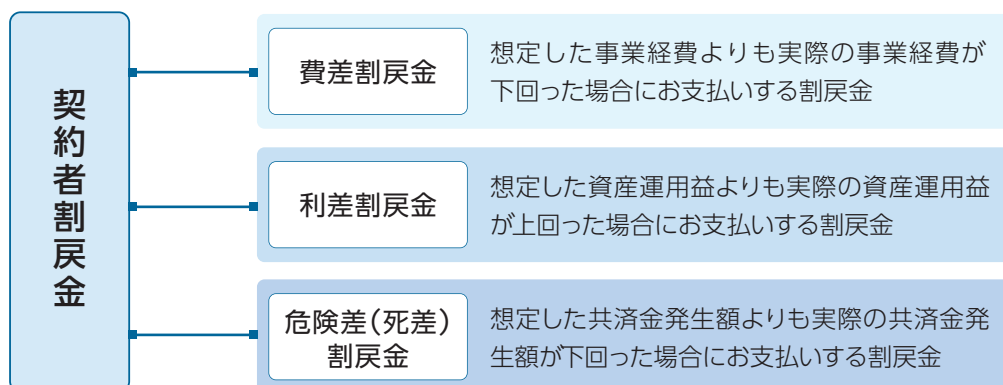 契約者割戻金
費差割戻金
想定した事業経費よりも実際の事業経費が
下回った場合にお支払いする割戻金
利差割戻金
想定した資産運用益よりも実際の資産運用益
が上回った場合にお支払いする割戻金
危険差(死差)
割戻金
想定した共済金発生額よりも実際の共済金発
生額が下回った場合にお支払いする割戻金